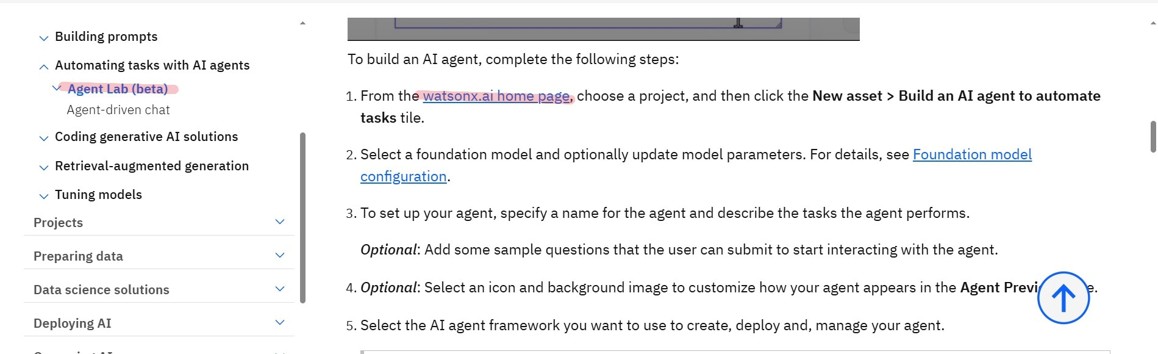 Building prompts
Automating tasks with AI agents
Agent Lab (beta)
Agent-driven chat
Coding generative AI solutions
Retrieval-augmented generation
Tuning models
Projects
Preparing data
Data science solutions
Deploying AI
To build an AI agent, complete the following steps:
1. From the watsonx.ai home page, choose a project, and then click the New asset > Build an AI agent to automate
tasks tile.
2. Select a foundation model and optionally update model parameters. For details, see Foundation model
configuration.
3. To set up your agent, specify a name for the agent and describe the tasks the agent performs.
Optional: Add some sample questions that the user can submit to start interacting with the agent.
4. Optional: Select an icon and background image to customize how your agent appears in the Agent
5. Select the AI agent framework you want to use to create, deploy and, manage your agent.